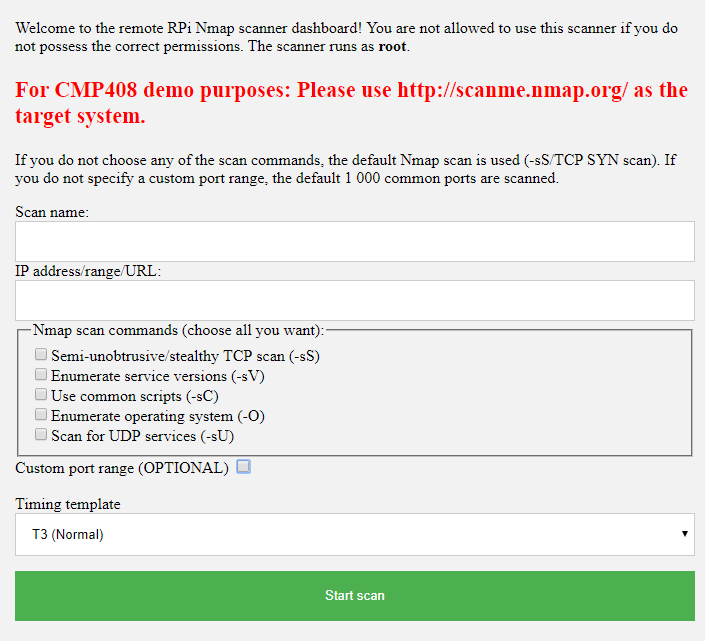 Welcome to the remote RPi Nmap scanner dashboard! You are not allowed to use this scanner if you do
not possess the correct permissions. The scanner runs as root.
For CMP408 demo purposes: Please use http://scanme.nmap.org/ as the
target system.
If you do not choose any of the scan commands, the default Nmap scan is used (-sS/TCP SYN scan). If
you do not specify a custom port range, the default 1 000 common ports are scanned.
Scan name:
IP address/range/URL:
Nmap scan commands (choose all you want):
Semi-unobtrusive/stealthy TCP scan (-sS)
Enumerate service versions (-sV)
Use common scripts (-sC)
Enumerate operating system (-O)
Scan for UDP services (-sU)
Custom port range (OPTIONAL)
Timing template
T3 (Normal)
Start scan